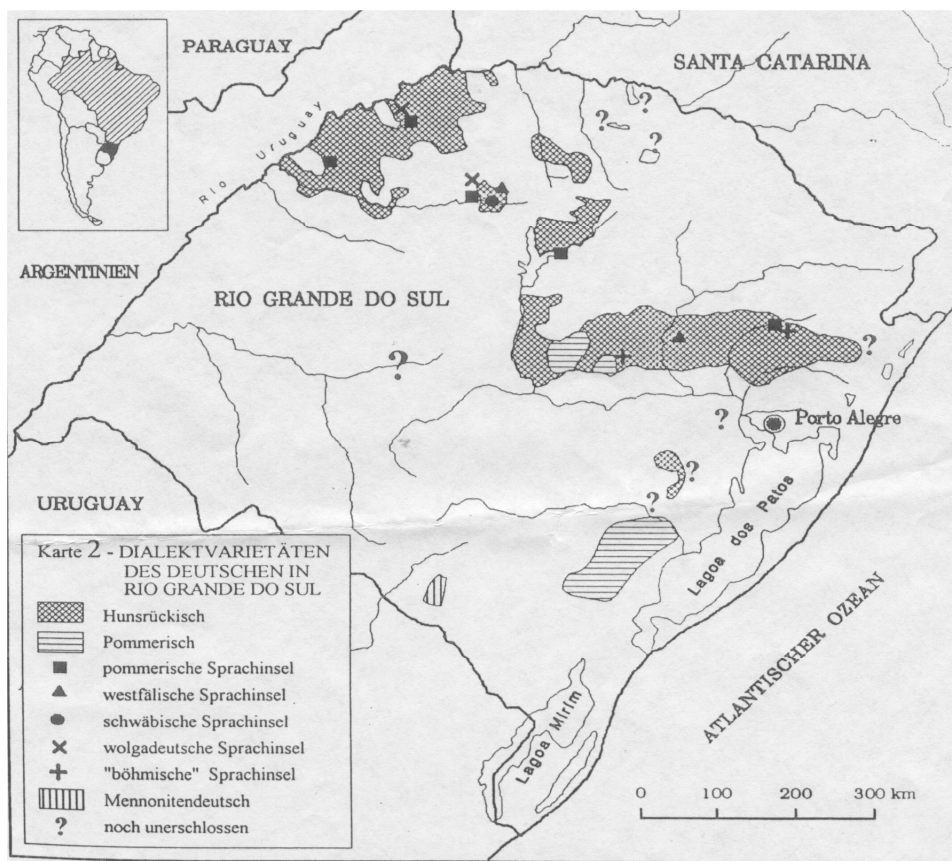 PARAGUAY
SANTA CATARINA
?
?
?
Rio Uruguay
ARGENTINIEN
RIO GRANDE DO SUL
?
?
?
Porto Alegre
?
?
URUGUAY
Lagoa dos Patos
Karte 2 - DIALEKTVARIETÄTEN
DES DEUTSCHEN IN
RIO GRANDE DO SUL
Hunsrückisch
Pommerisch
pommerische Sprachinsel
westfälische Sprachinsel
schwäbische Sprachinsel
wolgadeutsche Sprachinsel
"böhmische" Sprachinsel
Mennonitendeutsch
? noch unerschlossen
ATLANTISCHER OZEAN
Lagoa Mirim
0 100 200 300 km